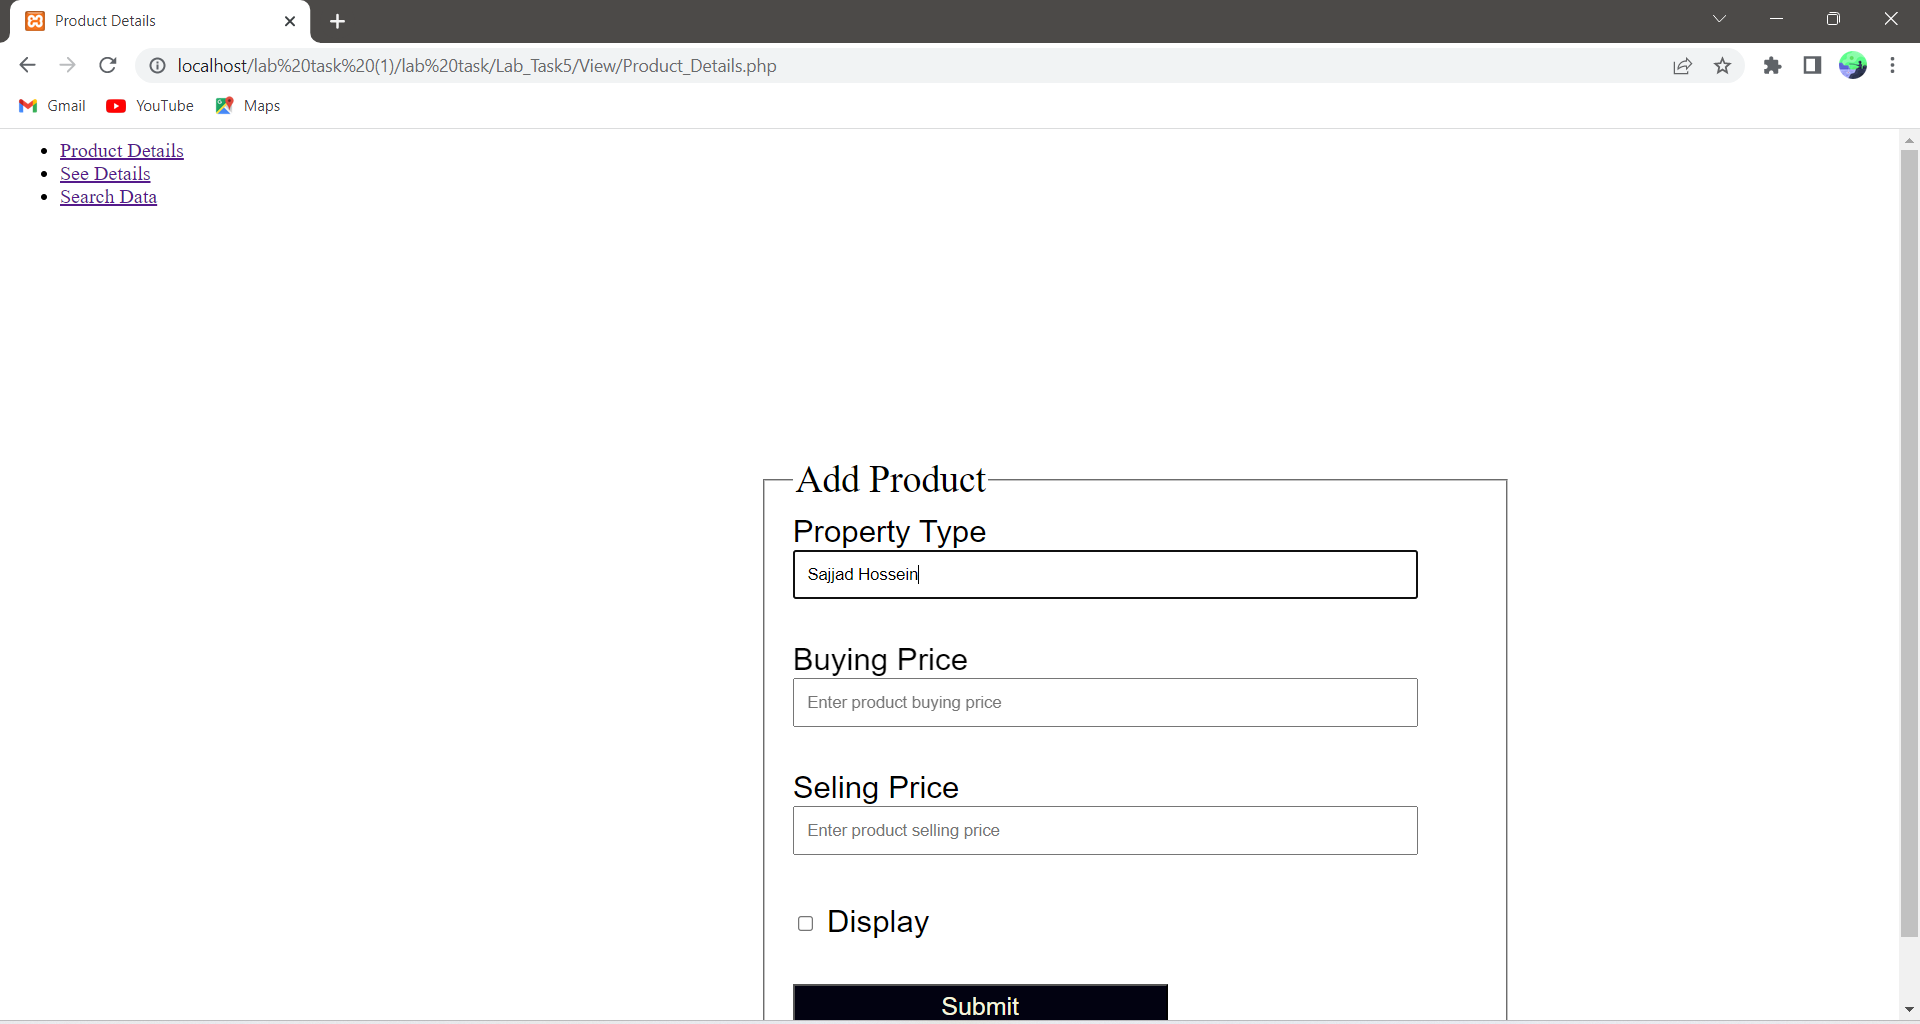 Product Details
localhost/lab%20task%20(1)/lab%20task/Lab_Task5/View/Product_Details.php
Gmail YouTube Maps
Product Details
See Details
Search Data
Add Product
Property Type
Sajjad Hossein
Buying Price
Enter product buying price
Seling Price
Enter product selling price
Display
Submit